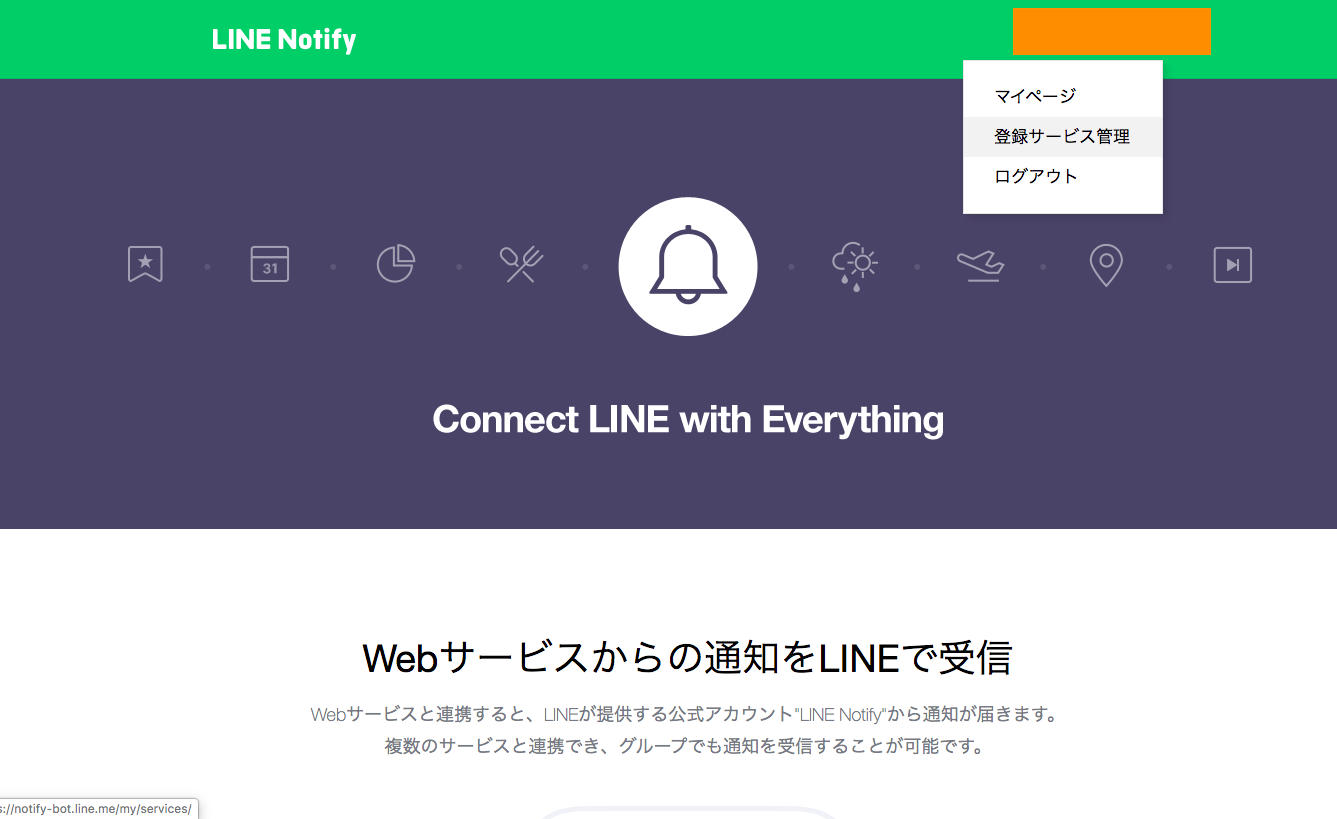 LINE Notify
マイページ
登録サービス管理
ログアウト
31
Connect LINE with Everything
Webサービスからの通知をLINEで受信
Webサービスと連携すると、LINEが提供する公式アカウント"LINE Notify"から通知が届きます。
複数のサービスと連携でき、グループでも通知を受信することが可能です。
s://notify-bot.line.me/my/services/